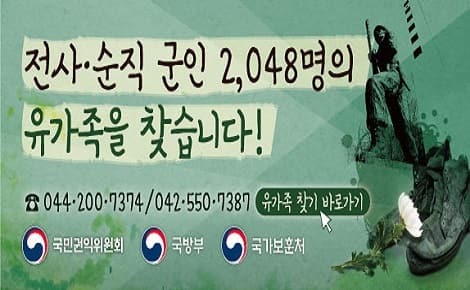 전사·순직 군인 2,048명의
유가족을 찾습니다!
☎ 044·200·7374/042·550·7387 유가족 찾기 바로가기
국민권익위원회 국방부 국가보훈처